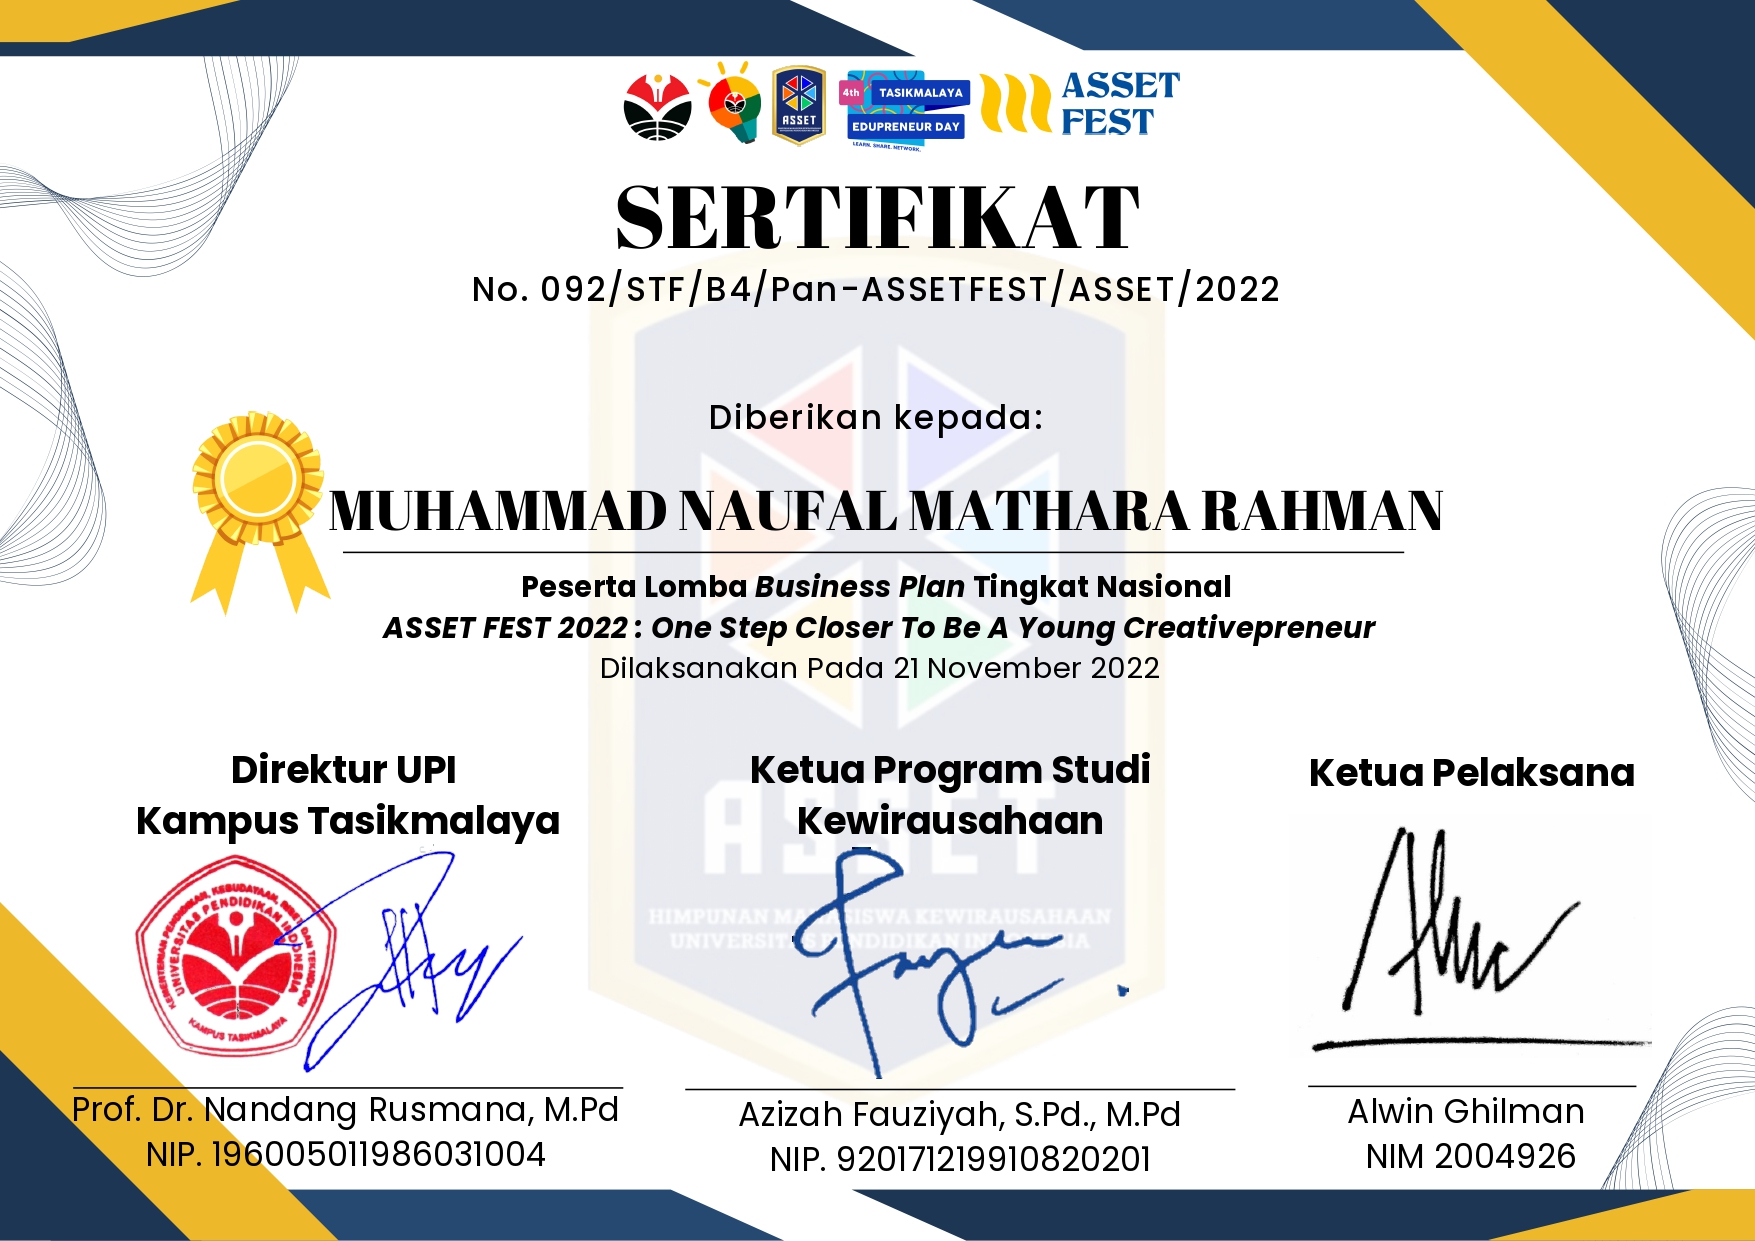 ASSET
4th
TASIKMALAYA
EDUPRENEUR DAY
LEARN. SHARE. NETWORK.
ASSET
FEST
SERTIFIKAT
No. 092/STF/B4/Pan-ASSETFEST/ASSET/2022
Diberikan kepada:
MUHAMMAD NAUFAL MATHARA RAHMAN
Peserta Lomba Business Plan Tingkat Nasional
ASSET FEST 2022 : One Step Closer To Be A Young Creativepreneur
Dilaksanakan Pada 21 November 2022
Direktur UPI
Kampus Tasikmalaya
Ketua Program Studi
Kewirausahaan
Ketua Pelaksana
ASSET
HIMPUNAN MAHASISWA KEWIRAUSAHAAN
UNIVERSITAS PENDIDIKAN INDONESIA
KEMENTERIAN PENDIDIKAN, KEBUDAYAAN, RISET DAN TEKNOLOGI
UNIVERSITAS PENDIDIKAN INDONESIA
KAMPUS TASIKMALAYA
Prof. Dr. Nandang Rusmana, M.Pd
NIP. 196005011986031004
Azizah Fauziyah, S.Pd., M.Pd
NIP. 920171219910820201
Alwin Ghilman
NIM 2004926